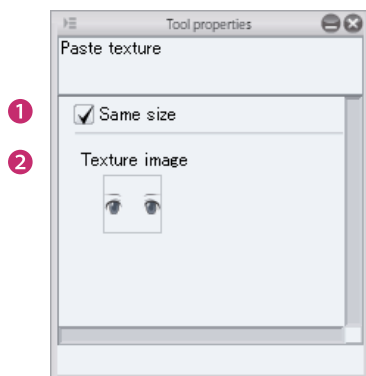 Tool properties
Paste texture
1
Same size
2
Texture image